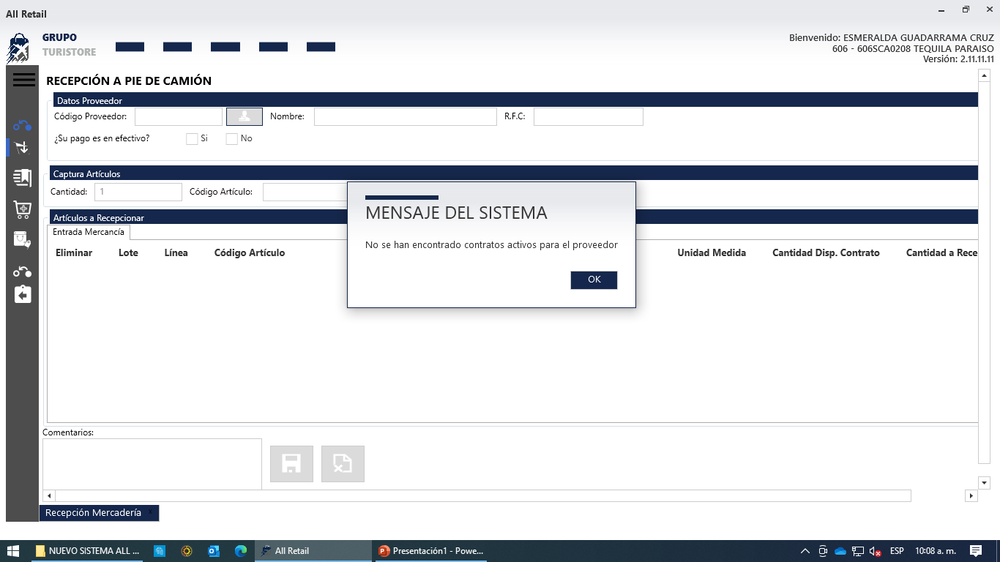 All Retail
GRUPO
TURISTORE
Bienvenido: ESMERALDA GUADARRAMA CRUZ
606 - 606SCA0208 TEQUILA PARAISO
Versión: 2.11.11.11
RECEPCIÓN A PIE DE CAMIÓN
Datos Proveedor
Código Proveedor: Nombre: R.F.C:
¿Su pago es en efectivo? Si No
Captura Artículos
Cantidad: 1 Código Artículo:
Artículos a Recepcionar
Entrada Mercancía
Eliminar Lote Línea Código Artículo Unidad Medida Cantidad Disp. Contrato Cantidad a Rece
MENSAJE DEL SISTEMA
No se han encontrado contratos activos para el proveedor
OK
Comentarios:
Recepción Mercadería
NUEVO SISTEMA ALL ... All Retail Presentación1 - Powe... ESP 10:08 a. m.